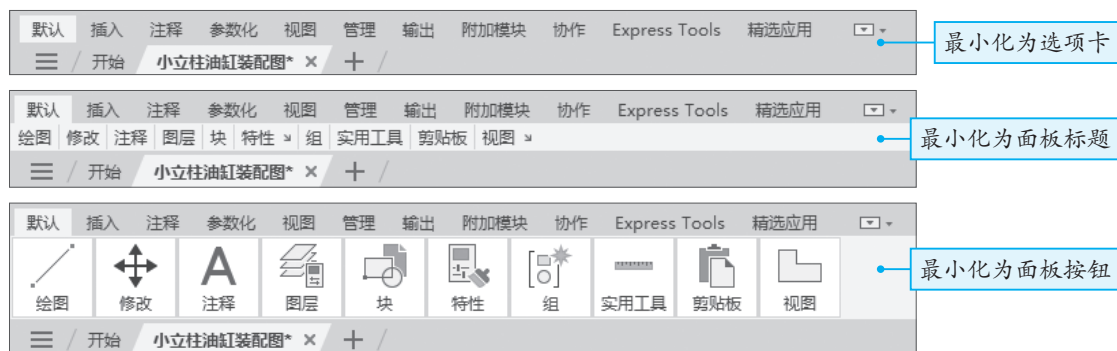 默认 插入 注释 参数化 视图 管理 输出 附加模块 协作 Express Tools 精选应用
最小化为选项卡
开始 小立柱油缸装配图*
默认 插入 注释 参数化 视图 管理 输出 附加模块 协作 Express Tools 精选应用
绘图 修改 注释 图层 块 特性 组 实用工具 剪贴板 视图
最小化为面板标题
开始 小立柱油缸装配图*
默认 插入 注释 参数化 视图 管理 输出 附加模块 协作 Express Tools 精选应用
最小化为面板按钮
绘图 修改 注释 图层 块 特性 组 实用工具 剪贴板 视图
开始 小立柱油缸装配图*